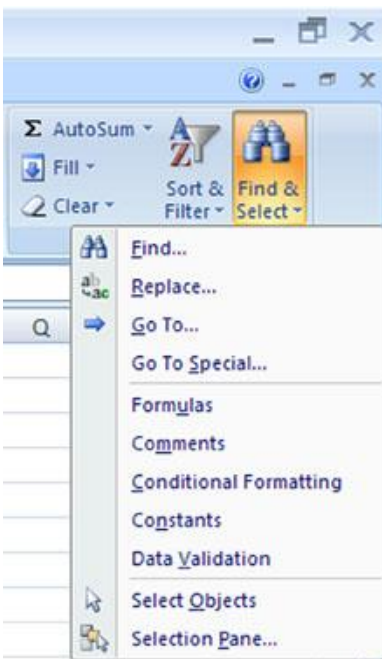 Σ AutoSum
Fill
Clear
Sort &
Filter
Find &
Select
Find...
Replace...
Go To...
Go To Special...
Formulas
Comments
Conditional Formatting
Constants
Data Validation
Select Objects
Selection Pane...
Q